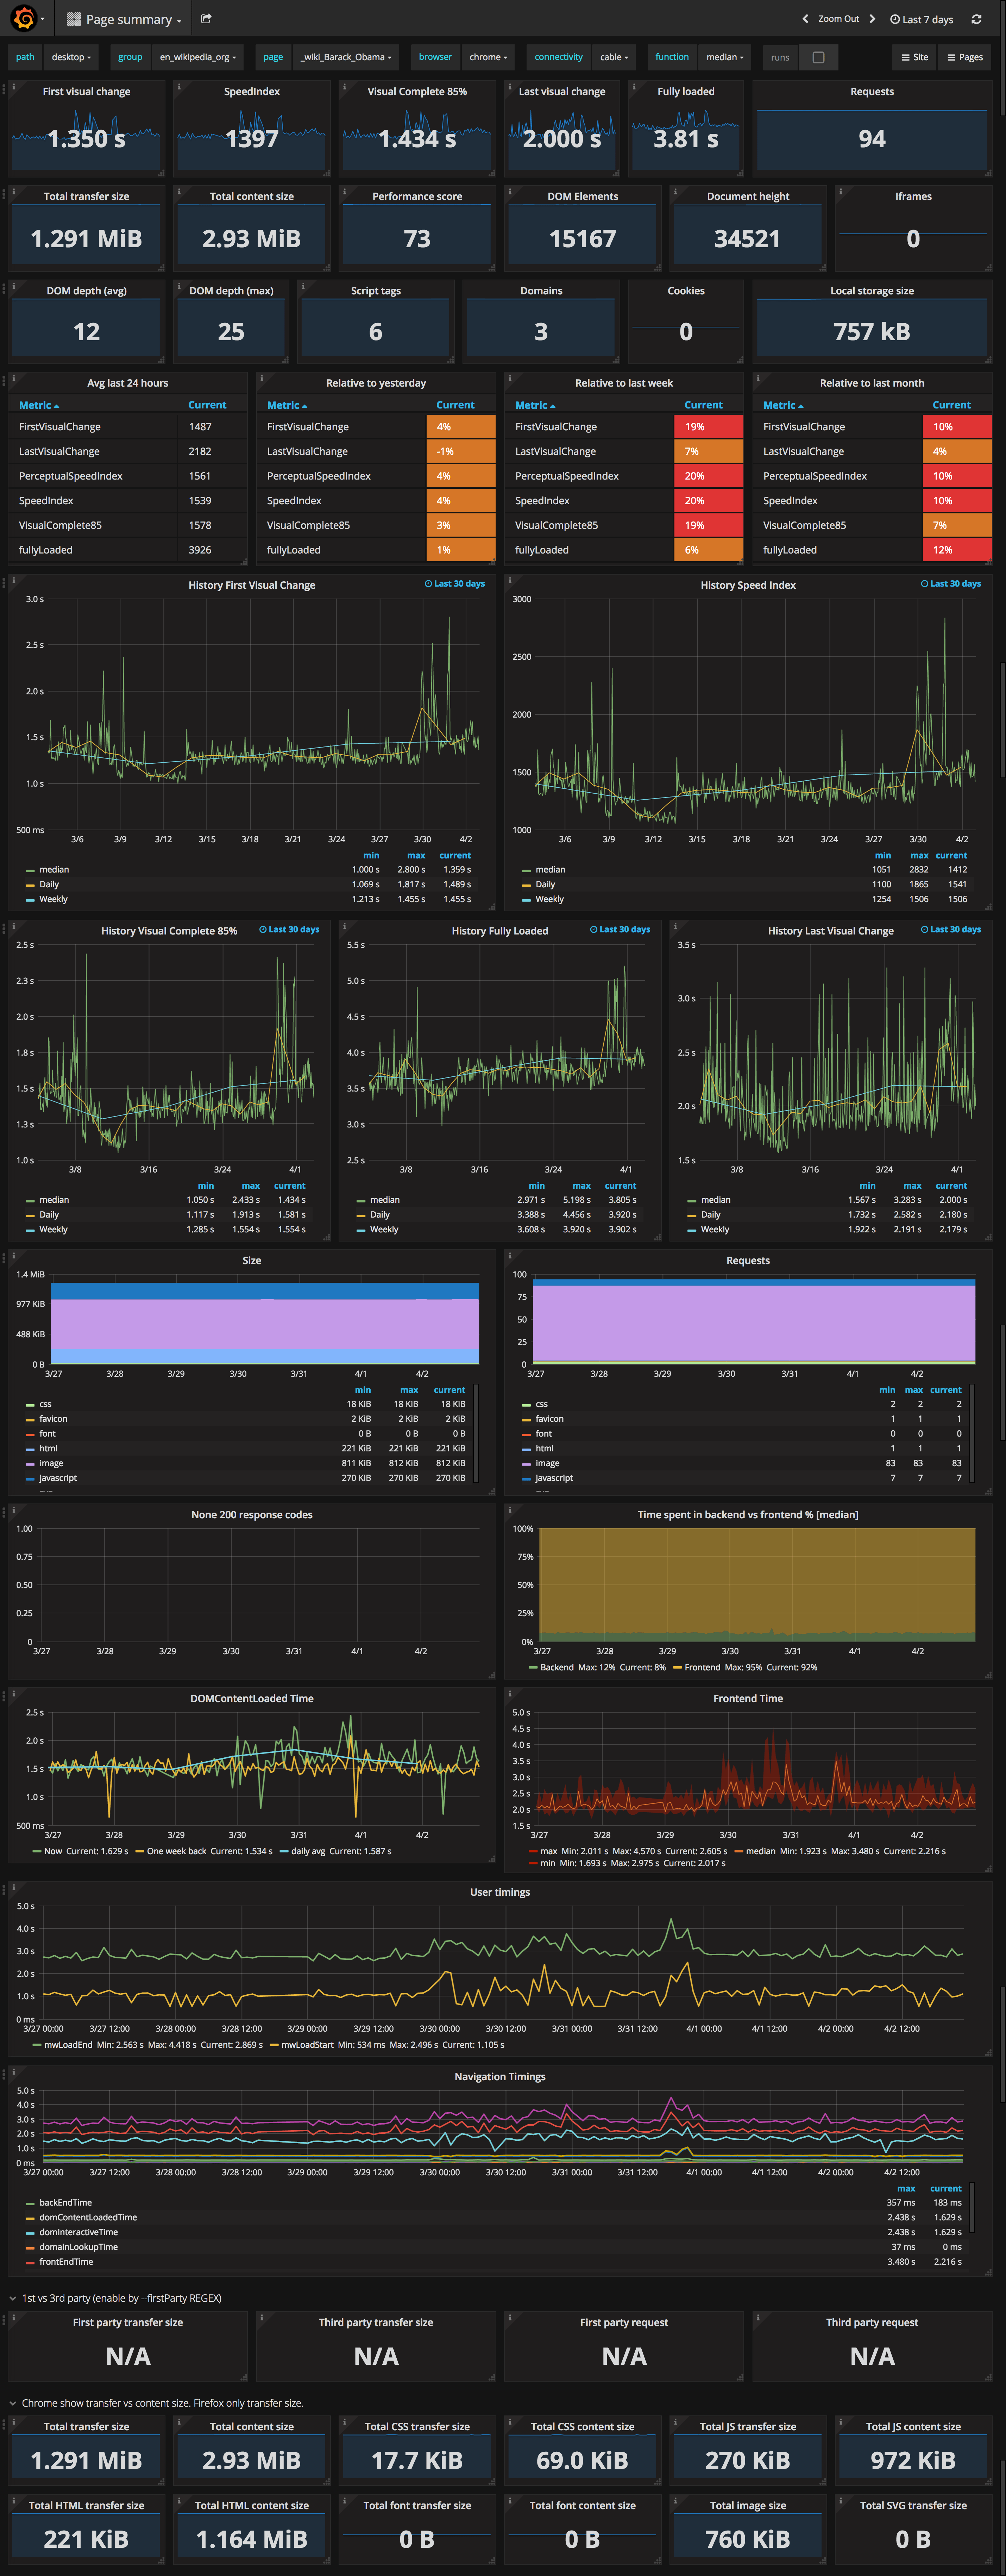 Page summary
Zoom Out
Last 7 days
path desktop group en_wikipedia_org page _wiki_Barack_Obama browser chrome connectivity cable function median runs Site Pages
First visual change SpeedIndex Visual Complete 85% Last visual change Fully loaded Requests
1.350 s 1397 1.434 s 2.000 s 3.81 s 94
Total transfer size Total content size Performance score DOM Elements Document height Iframes
1.291 MiB 2.93 MiB 73 15167 34521 0
DOM depth (avg) DOM depth (max) Script tags Domains Cookies Local storage size
12 25 6 3 0 757 kB
Avg last 24 hours Relative to yesterday Relative to last week Relative to last month
Metric Current Metric Current Metric Current Metric Current
FirstVisualChange 1487 FirstVisualChange 4% FirstVisualChange 19% FirstVisualChange 10%
LastVisualChange 2182 LastVisualChange -1% LastVisualChange 7% LastVisualChange 4%
PerceptualSpeedIndex 1561 PerceptualSpeedIndex 4% PerceptualSpeedIndex 20% PerceptualSpeedIndex 10%
SpeedIndex 1539 SpeedIndex 4% SpeedIndex 20% SpeedIndex 10%
VisualComplete85 1578 VisualComplete85 3% VisualComplete85 19% VisualComplete85 7%
fullyLoaded 3926 fullyLoaded 1% fullyLoaded 6% fullyLoaded 12%
History First Visual Change Last 30 days
3.0 s
2.5 s
2.0 s
1.5 s
1.0 s
500 ms
3/6 3/9 3/12 3/15 3/18 3/21 3/24 3/27 3/30 4/2
min max current
median 1.000 s 2.800 s 1.359 s
Daily 1.069 s 1.817 s 1.489 s
Weekly 1.213 s 1.455 s 1.455 s
History Speed Index Last 30 days
3000
2500
2000
1500
1000
3/6 3/9 3/12 3/15 3/18 3/21 3/24 3/27 3/30 4/2
min max current
median 1051 2832 1412
Daily 1100 1865 1541
Weekly 1254 1506 1506
History Visual Complete 85% Last 30 days
2.5 s
2.3 s
2.0 s
1.8 s
1.5 s
1.3 s
1.0 s
3/8 3/16 3/24 4/1
min max current
median 1.050 s 2.433 s 1.434 s
Daily 1.117 s 1.913 s 1.581 s
Weekly 1.285 s 1.554 s 1.554 s
History Fully Loaded Last 30 days
5.5 s
5.0 s
4.5 s
4.0 s
3.5 s
3.0 s
2.5 s
3/8 3/16 3/24 4/1
min max current
median 2.971 s 5.198 s 3.805 s
Daily 3.388 s 4.456 s 3.920 s
Weekly 3.608 s 3.920 s 3.902 s
History Last Visual Change Last 30 days
3.5 s
3.0 s
2.5 s
2.0 s
1.5 s
3/8 3/16 3/24 4/1
min max current
median 1.567 s 3.283 s 2.000 s
Daily 1.732 s 2.582 s 2.180 s
Weekly 1.922 s 2.191 s 2.179 s
Size
1.4 MiB
977 KiB
488 KiB
0 B
3/27 3/28 3/29 3/30 3/31 4/1 4/2
min max current
css 18 KiB 18 KiB 18 KiB
favicon 2 KiB 2 KiB 2 KiB
font 0 B 0 B 0 B
html 221 KiB 221 KiB 221 KiB
image 811 KiB 812 KiB 812 KiB
javascript 270 KiB 270 KiB 270 KiB
Requests
100
75
50
25
0
3/27 3/28 3/29 3/30 3/31 4/1 4/2
min max current
css 2 2 2
favicon 1 1 1
font 0 0 0
html 1 1 1
image 83 83 83
javascript 7 7 7
None 200 response codes
1.00
0.75
0.50
0.25
0
3/27 3/28 3/29 3/30 3/31 4/1 4/2
Time spent in backend vs frontend % [median]
100%
75%
50%
25%
0%
3/27 3/28 3/29 3/30 3/31 4/1 4/2
Backend Max: 12% Current: 8% Frontend Max: 95% Current: 92%
DOMContentLoaded Time
2.5 s
2.0 s
1.5 s
1.0 s
500 ms
3/27 3/28 3/29 3/30 3/31 4/1 4/2
Now Current: 1.629 s One week back Current: 1.534 s daily avg Current: 1.587 s
Frontend Time
5.0 s
4.5 s
4.0 s
3.5 s
3.0 s
2.5 s
2.0 s
1.5 s
3/27 3/28 3/29 3/30 3/31 4/1 4/2
max Min: 2.011 s Max: 4.570 s Current: 2.605 s median Min: 1.923 s Max: 3.480 s Current: 2.216 s
min Min: 1.693 s Max: 2.975 s Current: 2.017 s
User timings
5.0 s
4.0 s
3.0 s
2.0 s
1.0 s
0 ms
3/27 00:00 3/27 12:00 3/28 00:00 3/28 12:00 3/29 00:00 3/29 12:00 3/30 00:00 3/30 12:00 3/31 00:00 3/31 12:00 4/1 00:00 4/1 12:00 4/2 00:00 4/2 12:00
mwLoadEnd Min: 2.563 s Max: 4.418 s Current: 2.869 s mwLoadStart Min: 534 ms Max: 2.496 s Current: 1.105 s
Navigation Timings
5.0 s
4.0 s
3.0 s
2.0 s
1.0 s
0 ms
3/27 00:00 3/27 12:00 3/28 00:00 3/28 12:00 3/29 00:00 3/29 12:00 3/30 00:00 3/30 12:00 3/31 00:00 3/31 12:00 4/1 00:00 4/1 12:00 4/2 00:00 4/2 12:00
max current
backEndTime 357 ms 183 ms
domContentLoadedTime 2.438 s 1.629 s
domInteractiveTime 2.438 s 1.629 s
domainLookupTime 37 ms 0 ms
frontEndTime 3.480 s 2.216 s
1st vs 3rd party (enable by --firstParty REGEX)
First party transfer size Third party transfer size First party request Third party request
N/A N/A N/A N/A
Chrome show transfer vs content size. Firefox only transfer size.
Total transfer size Total content size Total CSS transfer size Total CSS content size Total JS transfer size Total JS content size
1.291 MiB 2.93 MiB 17.7 KiB 69.0 KiB 270 KiB 972 KiB
Total HTML transfer size Total HTML content size Total font transfer size Total font content size Total image size Total SVG transfer size
221 KiB 1.164 MiB 0 B 0 B 760 KiB 0 B